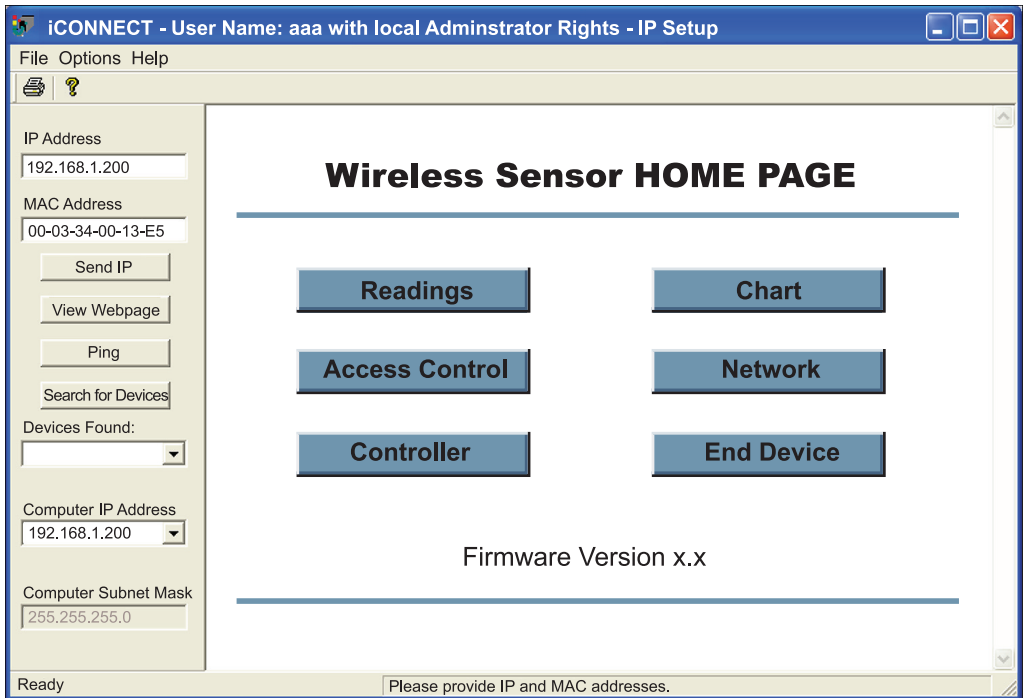 iCONNECT - User Name: aaa with local Adminstrator Rights - IP Setup
File Options Help
IP Address
192.168.1.200
MAC Address
00-03-34-00-13-E5
Send IP
View Webpage
Ping
Search for Devices
Devices Found:
Computer IP Address
192.168.1.200
Computer Subnet Mask
255.255.255.0
Wireless Sensor HOME PAGE
Readings
Chart
Access Control
Network
Controller
End Device
Firmware Version x.x
Ready
Please provide IP and MAC addresses.